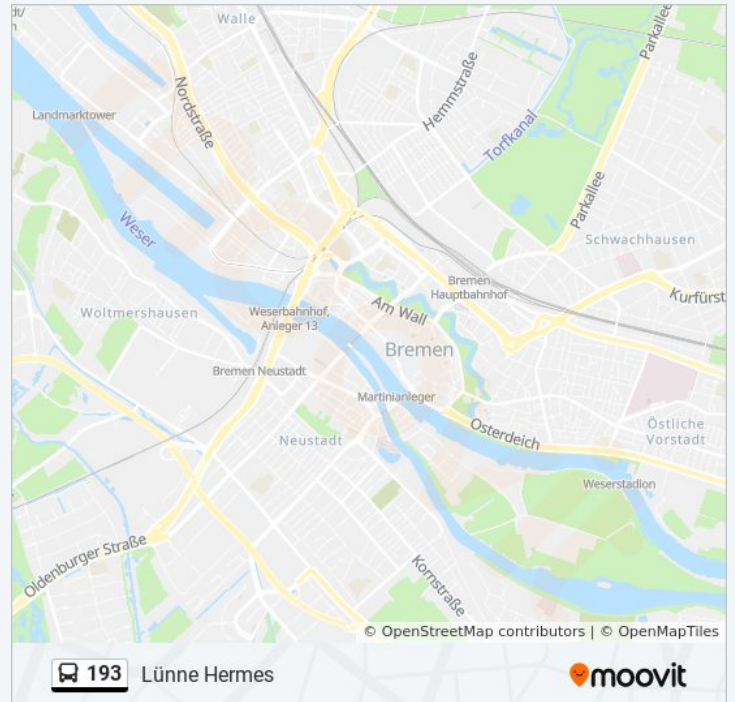 dt/
n
Walle
Parkallee
Hemmstraße
Nordstraße
Landmarktower
Torfkanal
Parkallee
Weser
Schwachhausen
Bremen
Hauptbahnhof
Kurfürst
Am Wall
Woltmershausen
Weserbahnhof,
Anleger 13
Bremen
Bremen Neustadt
Martinianleger
Osterdeich
Östliche
Vorstadt
Neustadt
Weserstadion
Oldenburger Straße
Kornstraße
© OpenStreetMap contributors | © OpenMapTiles
193 Lünne Hermes
moovit